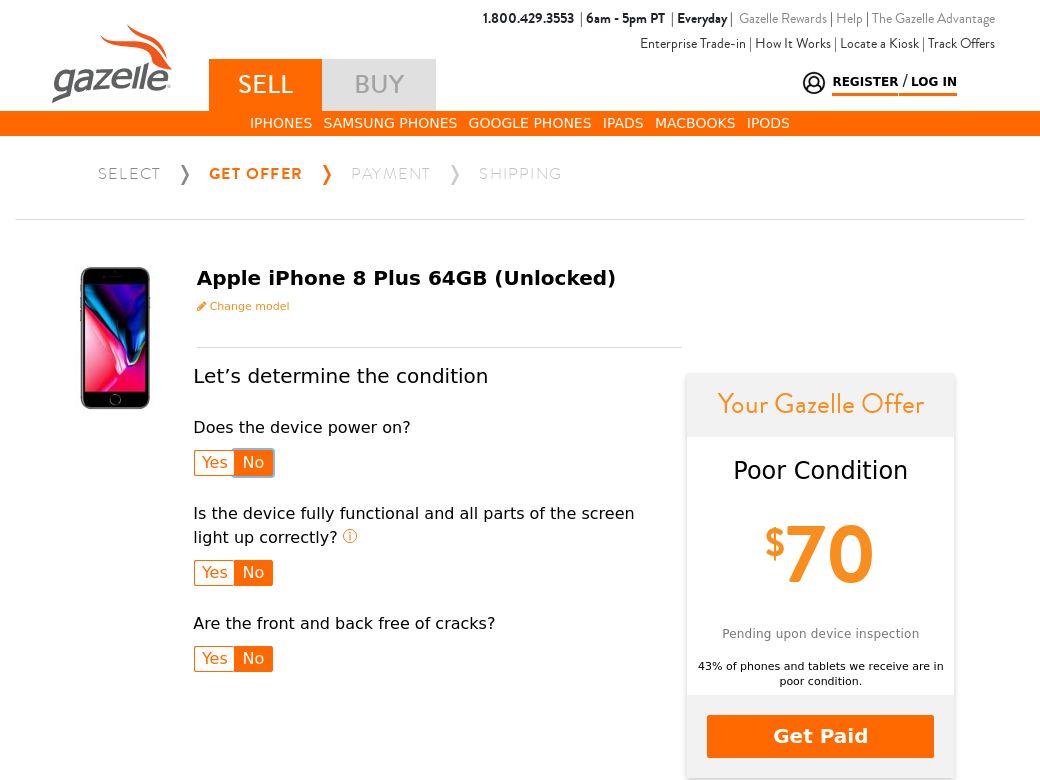 1.800.429.3553 | 6am - 5pm PT | Everyday | Gazelle Rewards | Help | The Gazelle Advantage
Enterprise Trade-in | How It Works | Locate a Kiosk | Track Offers
gazelle
SELL
BUY
REGISTER / LOG IN
IPHONES SAMSUNG PHONES GOOGLE PHONES IPADS MACBOOKS IPODS
SELECT ❭ GET OFFER ❭ PAYMENT ❭ SHIPPING
Apple iPhone 8 Plus 64GB (Unlocked)
Change model
Let’s determine the condition
Does the device power on?
Yes No
Is the device fully functional and all parts of the screen
light up correctly? ⓘ
Yes No
Are the front and back free of cracks?
Yes No
Your Gazelle Offer
Poor Condition
$70
Pending upon device inspection
43% of phones and tablets we receive are in
poor condition.
Get Paid